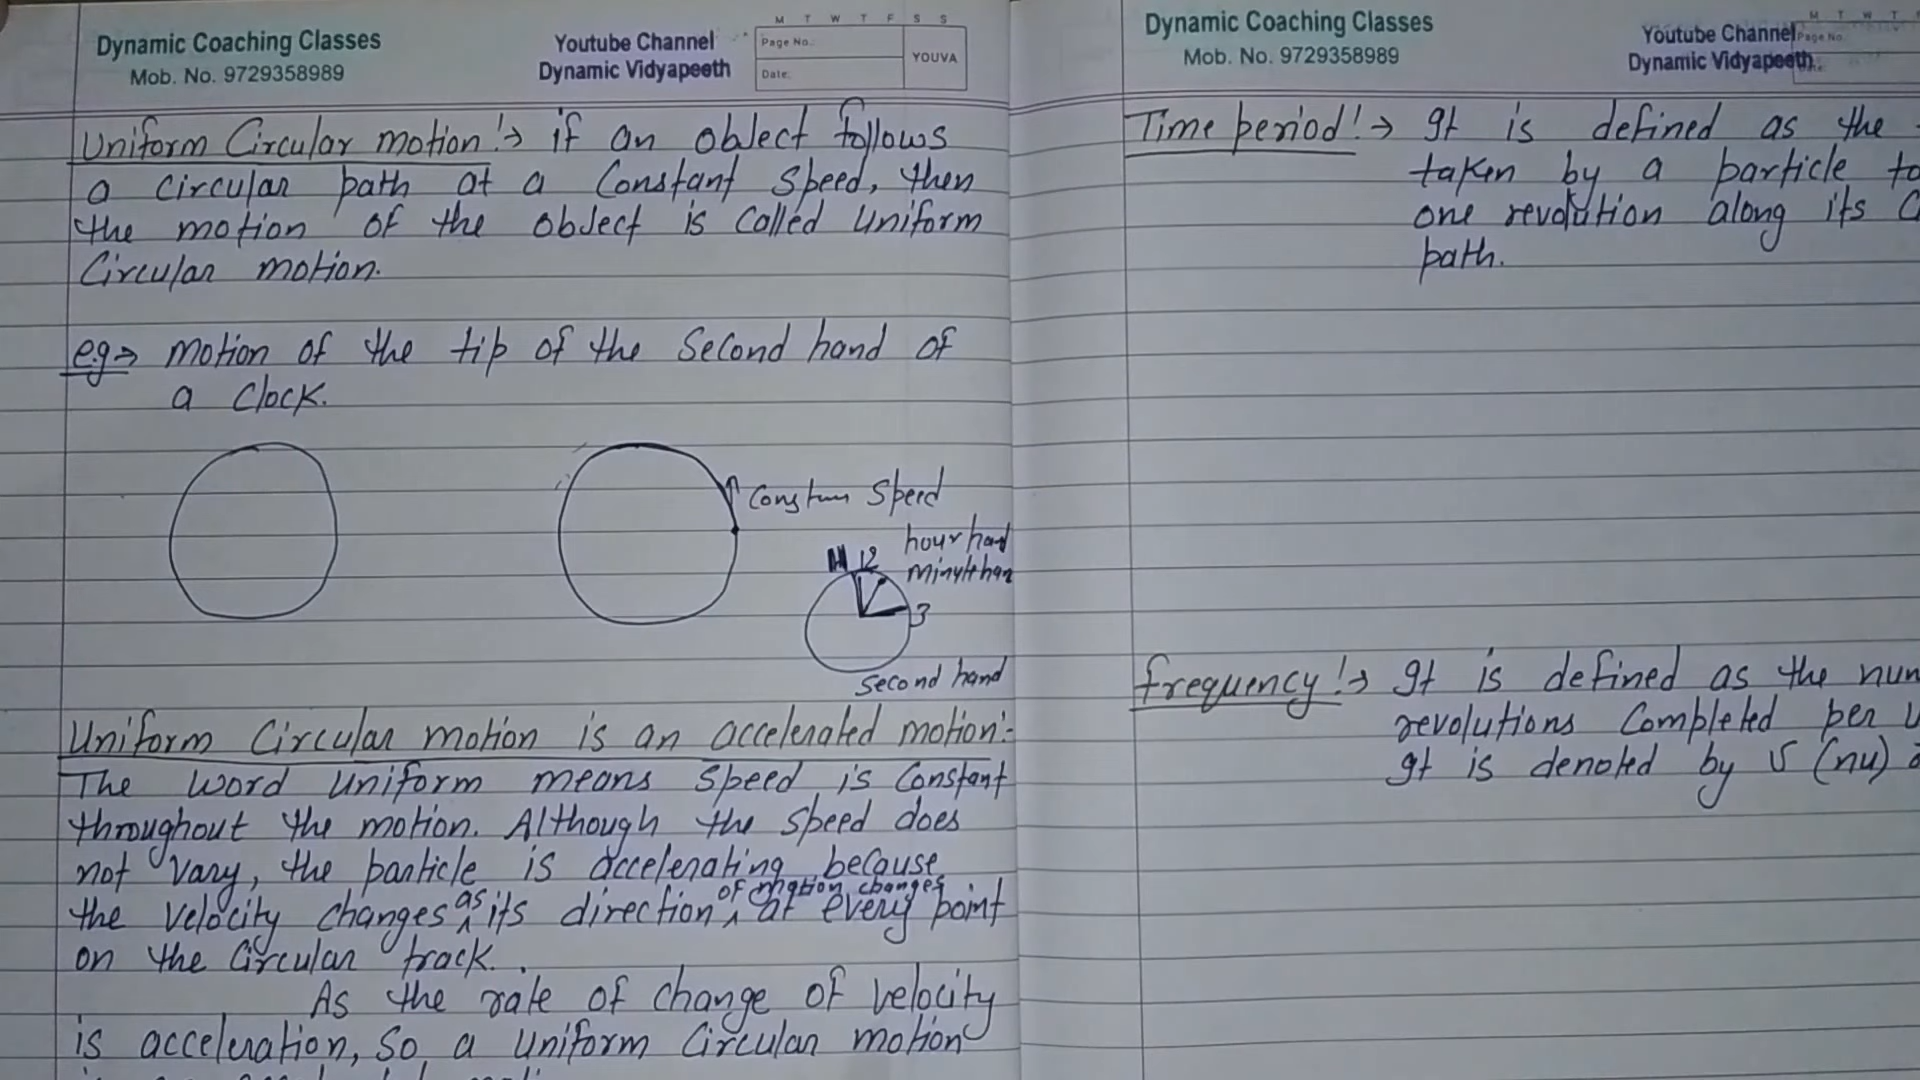 Dynamic Coaching Classes
Mob. No. 9729358989
Youtube Channel
Dynamic Vidyapeeth
M T W T F S S
Page No.:
Date:
YOUVA
Uniform Circular motion:→ if an object follows
a circular path at a Constant Speed, then
the motion of the object is called uniform
Circular motion.
e.g→ motion of the tip of the Second hand of
a Clock.
Speed
hour hand
12
3
Second hand
Uniform Circular motion is an accelerated motion:-
The word uniform means speed is Constant
throughout the motion. Although the speed does
not vary, the particle is accelerating because
the velocity changes as its direction of motion changes at every point
on the circular track.
As the rate of change of velocity
is acceleration, So a uniform Circular motion
Dynamic Coaching Classes
Mob. No. 9729358989
Youtube Channel
Dynamic Vidyapeeth
M T W T
Page No.
Time period:→ It is defined as the
taken by a particle to
one revolution along its
path.
frequency:→ It is defined as the
revolutions Completed per
It is denoted by υ (nu)